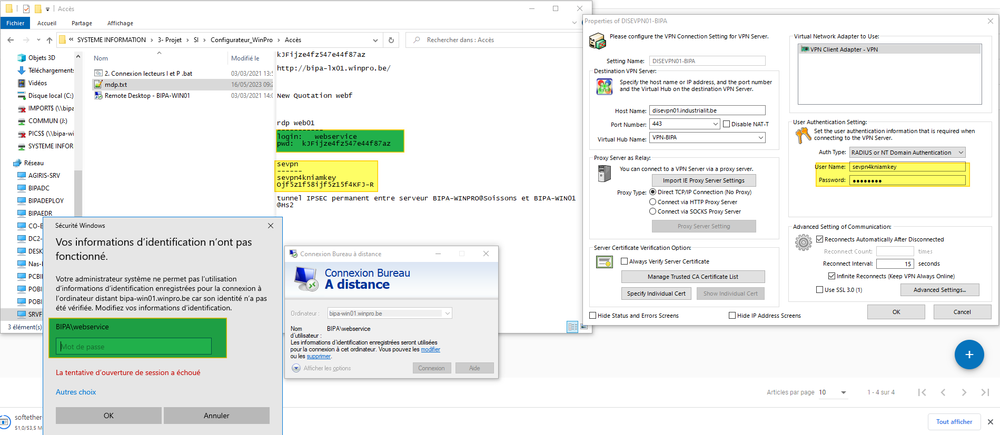 Accès
Fichier
Accueil
Partage
Affichage
« SYSTEME INFORMATION > 3- Projet > SI > Configurateur_WinPro > Accès
Rechercher dans : Accès
Objets 3D
Téléchargements
Vidéos
Disque local (C:)
IMPORT$ (\\bipa
COMMUN (J:)
PICS$ (\\bipa-wi
SYSTEME INFOR
Réseau
AGIRIS-SRV
BIPADC
BIPADEPLOY
BIPAEDR
CO-B
DC2-
DESK
Nas-
PCBI
POBI
POBI
SRVF
3 élément(s)
Nom
Modifié le
2. Connexion lecteurs I et P .bat
03/03/2021 13:5
mdp.txt
16/05/2023 09:2
Remote Desktop - BIPA-WIN01
03/03/2021 14:0
kJFijze4fz547e44f87az
http://bipa-lx01.winpro.be/
New Quotation webf
rdp web01
-----------
login: webservice
pwd: kJFijze4fz547e44f87az
sevpn
------
sevpn4kniamkey
Ojf5z1f58ijf5z15f4KFJ-R
tunnel IPSEC permanent entre serveur BIPA-WINPRO@Soissons et BIPA-WIN01
@Hs2
Sécurité Windows
Vos informations d'identification n'ont pas
fonctionné.
Votre administrateur système ne permet pas l'utilisation
d'informations d'identification enregistrées pour la connexion à
l'ordinateur distant bipa-win01.winpro.be car son identité n'a pas
été vérifiée. Modifiez vos informations d'identification.
BIPA\webservice
Mot de passe
La tentative d'ouverture de session a échoué
Autres choix
OK
Annuler
Connexion Bureau à distance
Connexion Bureau
A distance
Ordinateur :
bipa-win01.winpro.be
Nom
d'utilisateur :
BIPA\webservice
Les informations d'identification enregistrées seront utilisées
pour la connexion à cet ordinateur. Vous pouvez les modifier
ou les supprimer.
Afficher les options
Connexion
Aide
Properties of DISEVPN01-BIPA
Please configure the VPN Connection Setting for VPN Server.
Setting Name:
DISEVPN01-BIPA
Destination VPN Server:
Specify the host name or IP address, and the port number
and the Virtual Hub on the destination VPN Server.
Host Name:
disevpn01.industrialit.be
Port Number:
443
Disable NAT-T
Virtual Hub Name:
VPN-BIPA
Proxy Server as Relay:
You can connect to a VPN Server via a proxy server.
Import IE Proxy Server Settings
Proxy Type:
Direct TCP/IP Connection (No Proxy)
Connect via HTTP Proxy Server
Connect via SOCKS Proxy Server
Proxy Server Setting
Server Certificate Verification Option:
Always Verify Server Certificate
Manage Trusted CA Certificate List
Specify Individual Cert
Show Individual Cert
Hide Status and Errors Screens
Hide IP Address Screens
Virtual Network Adapter to Use:
VPN Client Adapter - VPN
User Authentication Setting:
Set the user authentication information that is required when
connecting to the VPN Server.
Auth Type:
RADIUS or NT Domain Authentication
User Name:
sevpn4kniamkey
Password:
●●●●●●●●
Advanced Setting of Communication:
Reconnects Automatically After Disconnected
Reconnect Count:
times
Reconnect Interval:
15
seconds
Infinite Reconnects (Keep VPN Always Online)
Use SSL 3.0 (1)
Advanced Settings...
OK
Cancel
Articles par page
10
1 - 4 sur 4
softether
51,0/53,5 M
Tout afficher